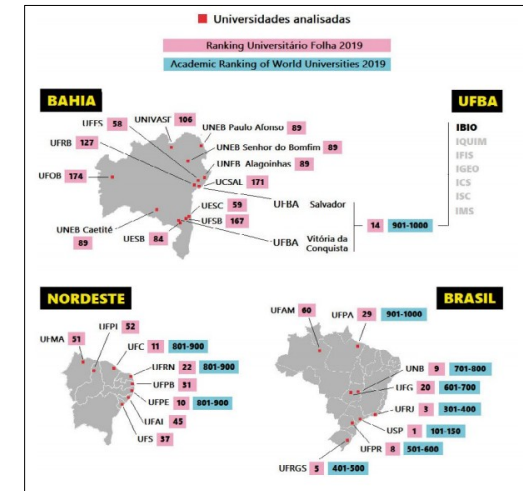 Universidades analisadas
Ranking Universitário Folha 2019
Academic Ranking of World Universities 2019
BAHIA
UFBA
UFFS 58
UNIVASF 106
UFRB 127
UNEB Paulo Afonso 89
UNEB Senhor do Bomfim 89
UNEB Alagoinhas 89
UFOB 174
UCSAL 171
UFBA Salvador
UESC 59
UFSB 167
14 901-1000
UNEB Caetité
89
UESB 84
UFBA Vitória da
Conquista
IBIO
IQUIM
IFIS
IGEO
ICS
ISC
IMS
NORDESTE
UFPI 52
UFMA 51
UFC 11 801-900
UFRN 22 801-900
UFPB 31
UFPE 10 801-900
UFAL 45
UFS 37
BRASIL
UFAM 60
UFPA 29 901-1000
UNB 9 701-800
UFG 20 601-700
UFRJ 3 301-400
USP 1 101-150
UFPR 8 501-600
UFRGS 5 401-500